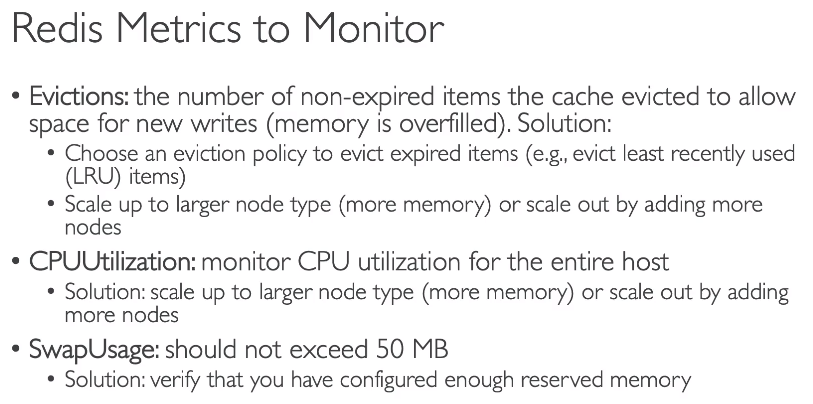 Redis Metrics to Monitor
• Evictions: the number of non-expired items the cache evicted to allow
space for new writes (memory is overfilled). Solution:
• Choose an eviction policy to evict expired items (e.g., evict least recently used
(LRU) items)
• Scale up to larger node type (more memory) or scale out by adding more
nodes
• CPUUtilization: monitor CPU utilization for the entire host
• Solution: scale up to larger node type (more memory) or scale out by adding
more nodes
• SwapUsage: should not exceed 50 MB
• Solution: verify that you have configured enough reserved memory